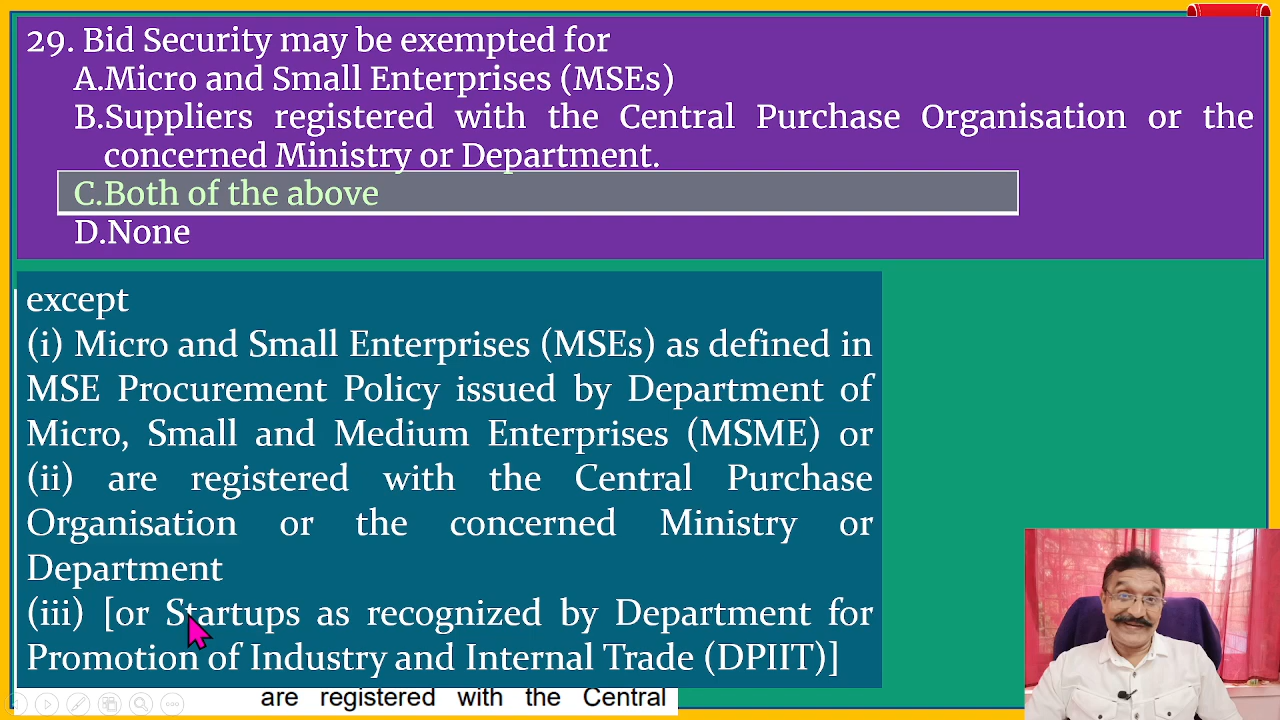 29. Bid Security may be exempted for
A.Micro and Small Enterprises (MSEs)
B.Suppliers registered with the Central Purchase Organisation or the
concerned Ministry or Department.
C.Both of the above
D.None
except
(i) Micro and Small Enterprises (MSEs) as defined in
MSE Procurement Policy issued by Department of
Micro, Small and Medium Enterprises (MSME) or
(ii) are registered with the Central Purchase
Organisation or the concerned Ministry or
Department
(iii) [or Startups as recognized by Department for
Promotion of Industry and Internal Trade (DPIIT)]
are registered with the Central